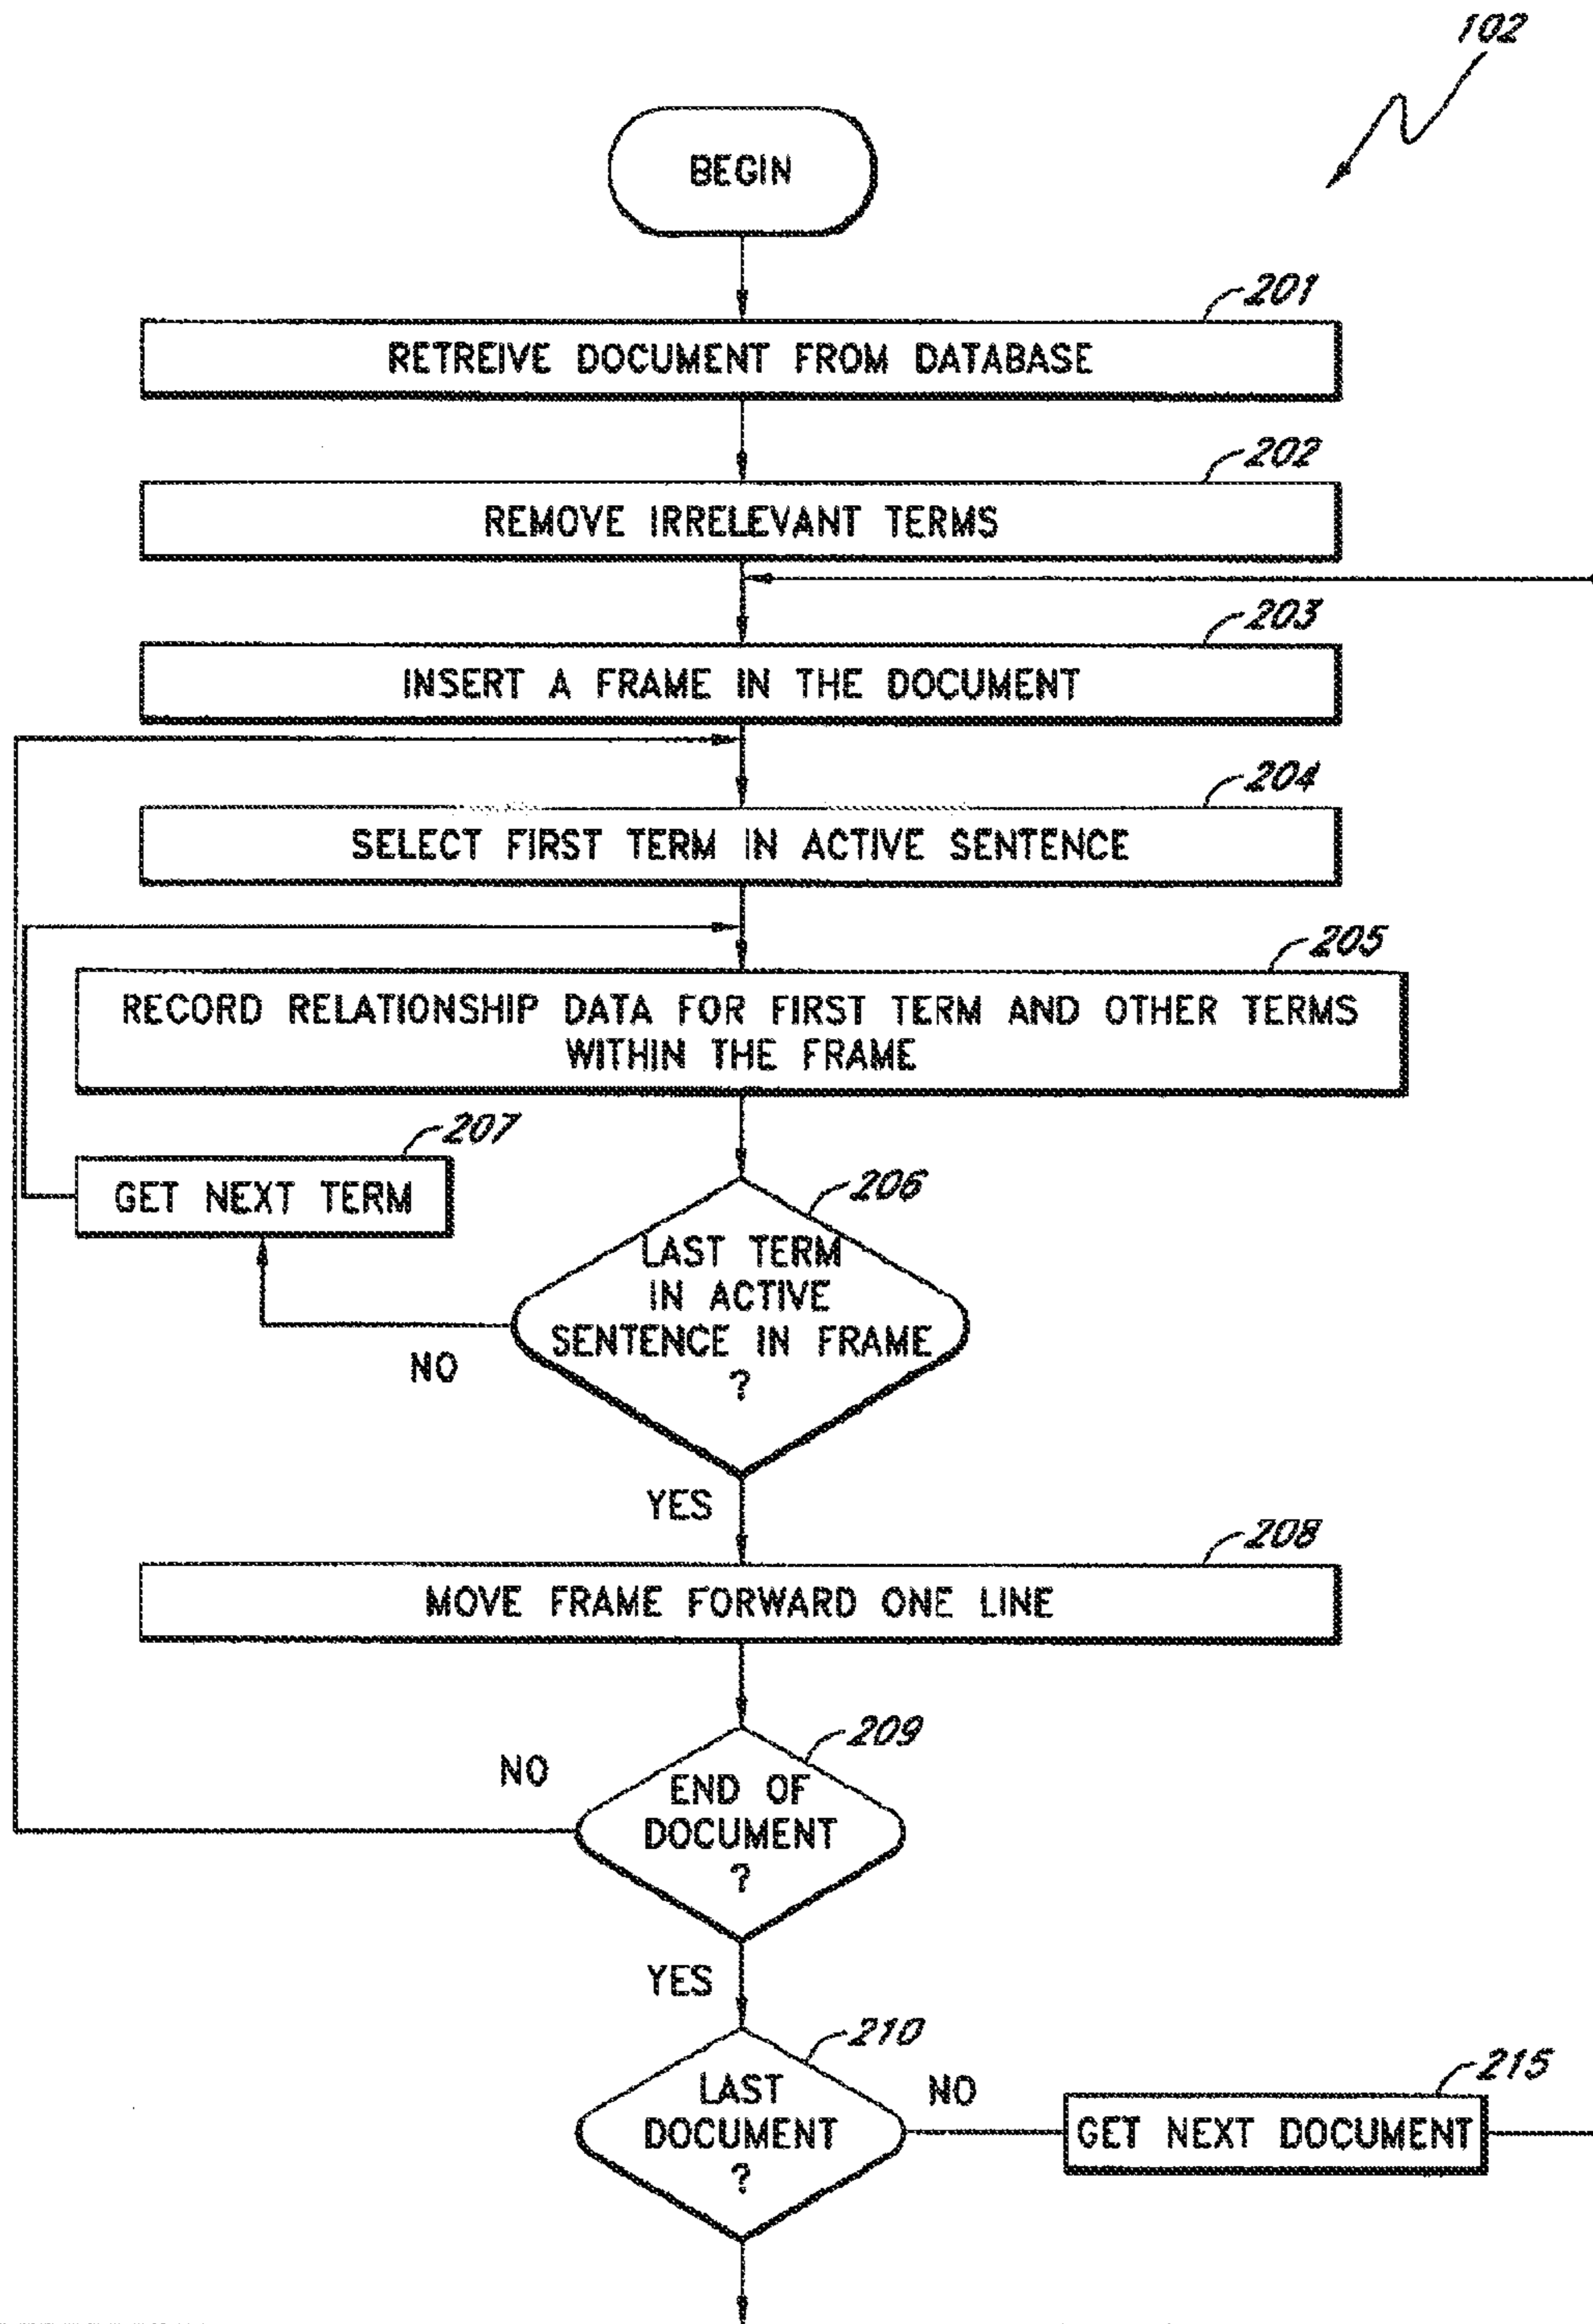 102
BEGIN
201
RETREIVE DOCUMENT FROM DATABASE
202
REMOVE IRRELEVANT TERMS
203
INSERT A FRAME IN THE DOCUMENT
204
SELECT FIRST TERM IN ACTIVE SENTENCE
205
RECORD RELATIONSHIP DATA FOR FIRST TERM AND OTHER TERMS
WITHIN THE FRAME
207
GET NEXT TERM
206
LAST TERM
IN ACTIVE
SENTENCE IN FRAME
?
NO
YES
208
MOVE FRAME FORWARD ONE LINE
209
NO
END OF
DOCUMENT
?
YES
210
LAST
DOCUMENT
?
NO
215
GET NEXT DOCUMENT